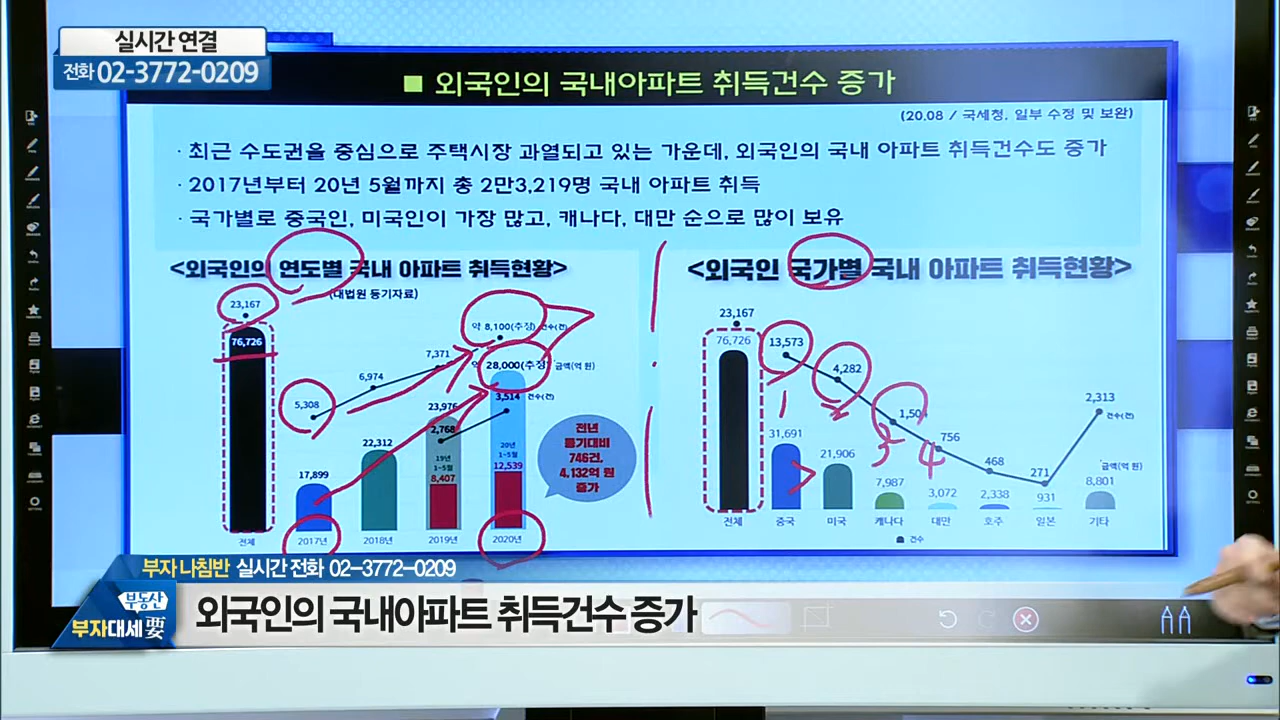 실시간 연결
전화 02-3772-0209
■ 외국인의 국내아파트 취득건수 증가
(20.08 / 국세청, 일부 수정 및 보완)
· 최근 수도권을 중심으로 주택시장 과열되고 있는 가운데, 외국인의 국내 아파트 취득건수도 증가
· 2017년부터 20년 5월까지 총 2만3,219명 국내 아파트 취득
· 국가별로 중국인, 미국인이 가장 많고, 캐나다, 대만 순으로 많이 보유
<외국인의 연도별 국내 아파트 취득현황>
(대법원 등기자료)
23,167
76,726
5,308
6,974
7,371
약 8,100(추정) 건수(건)
28,000(추정) 금액(억 원)
17,899
22,312
23,976
2,768
19년
1~5월
8,407
3,514 건수(건)
20년
1~5월
12,539
전년
동기대비
746건,
4,132억 원
증가
전체 2017년 2018년 2019년 2020년
<외국인 국가별 국내 아파트 취득현황>
23,167
76,726
13,573
4,282
1,50
756
468
271
2,313
건수(건)
금액(억 원)
31,691
21,906
7,987
3,072
2,338
931
8,801
1
2
3
4
전체 중국 미국 캐나다 대만 호주 일본 기타
건수
부자 나침반 실시간 전화 02-3772-0209
부동산
부자대세 要
외국인의 국내아파트 취득건수 증가